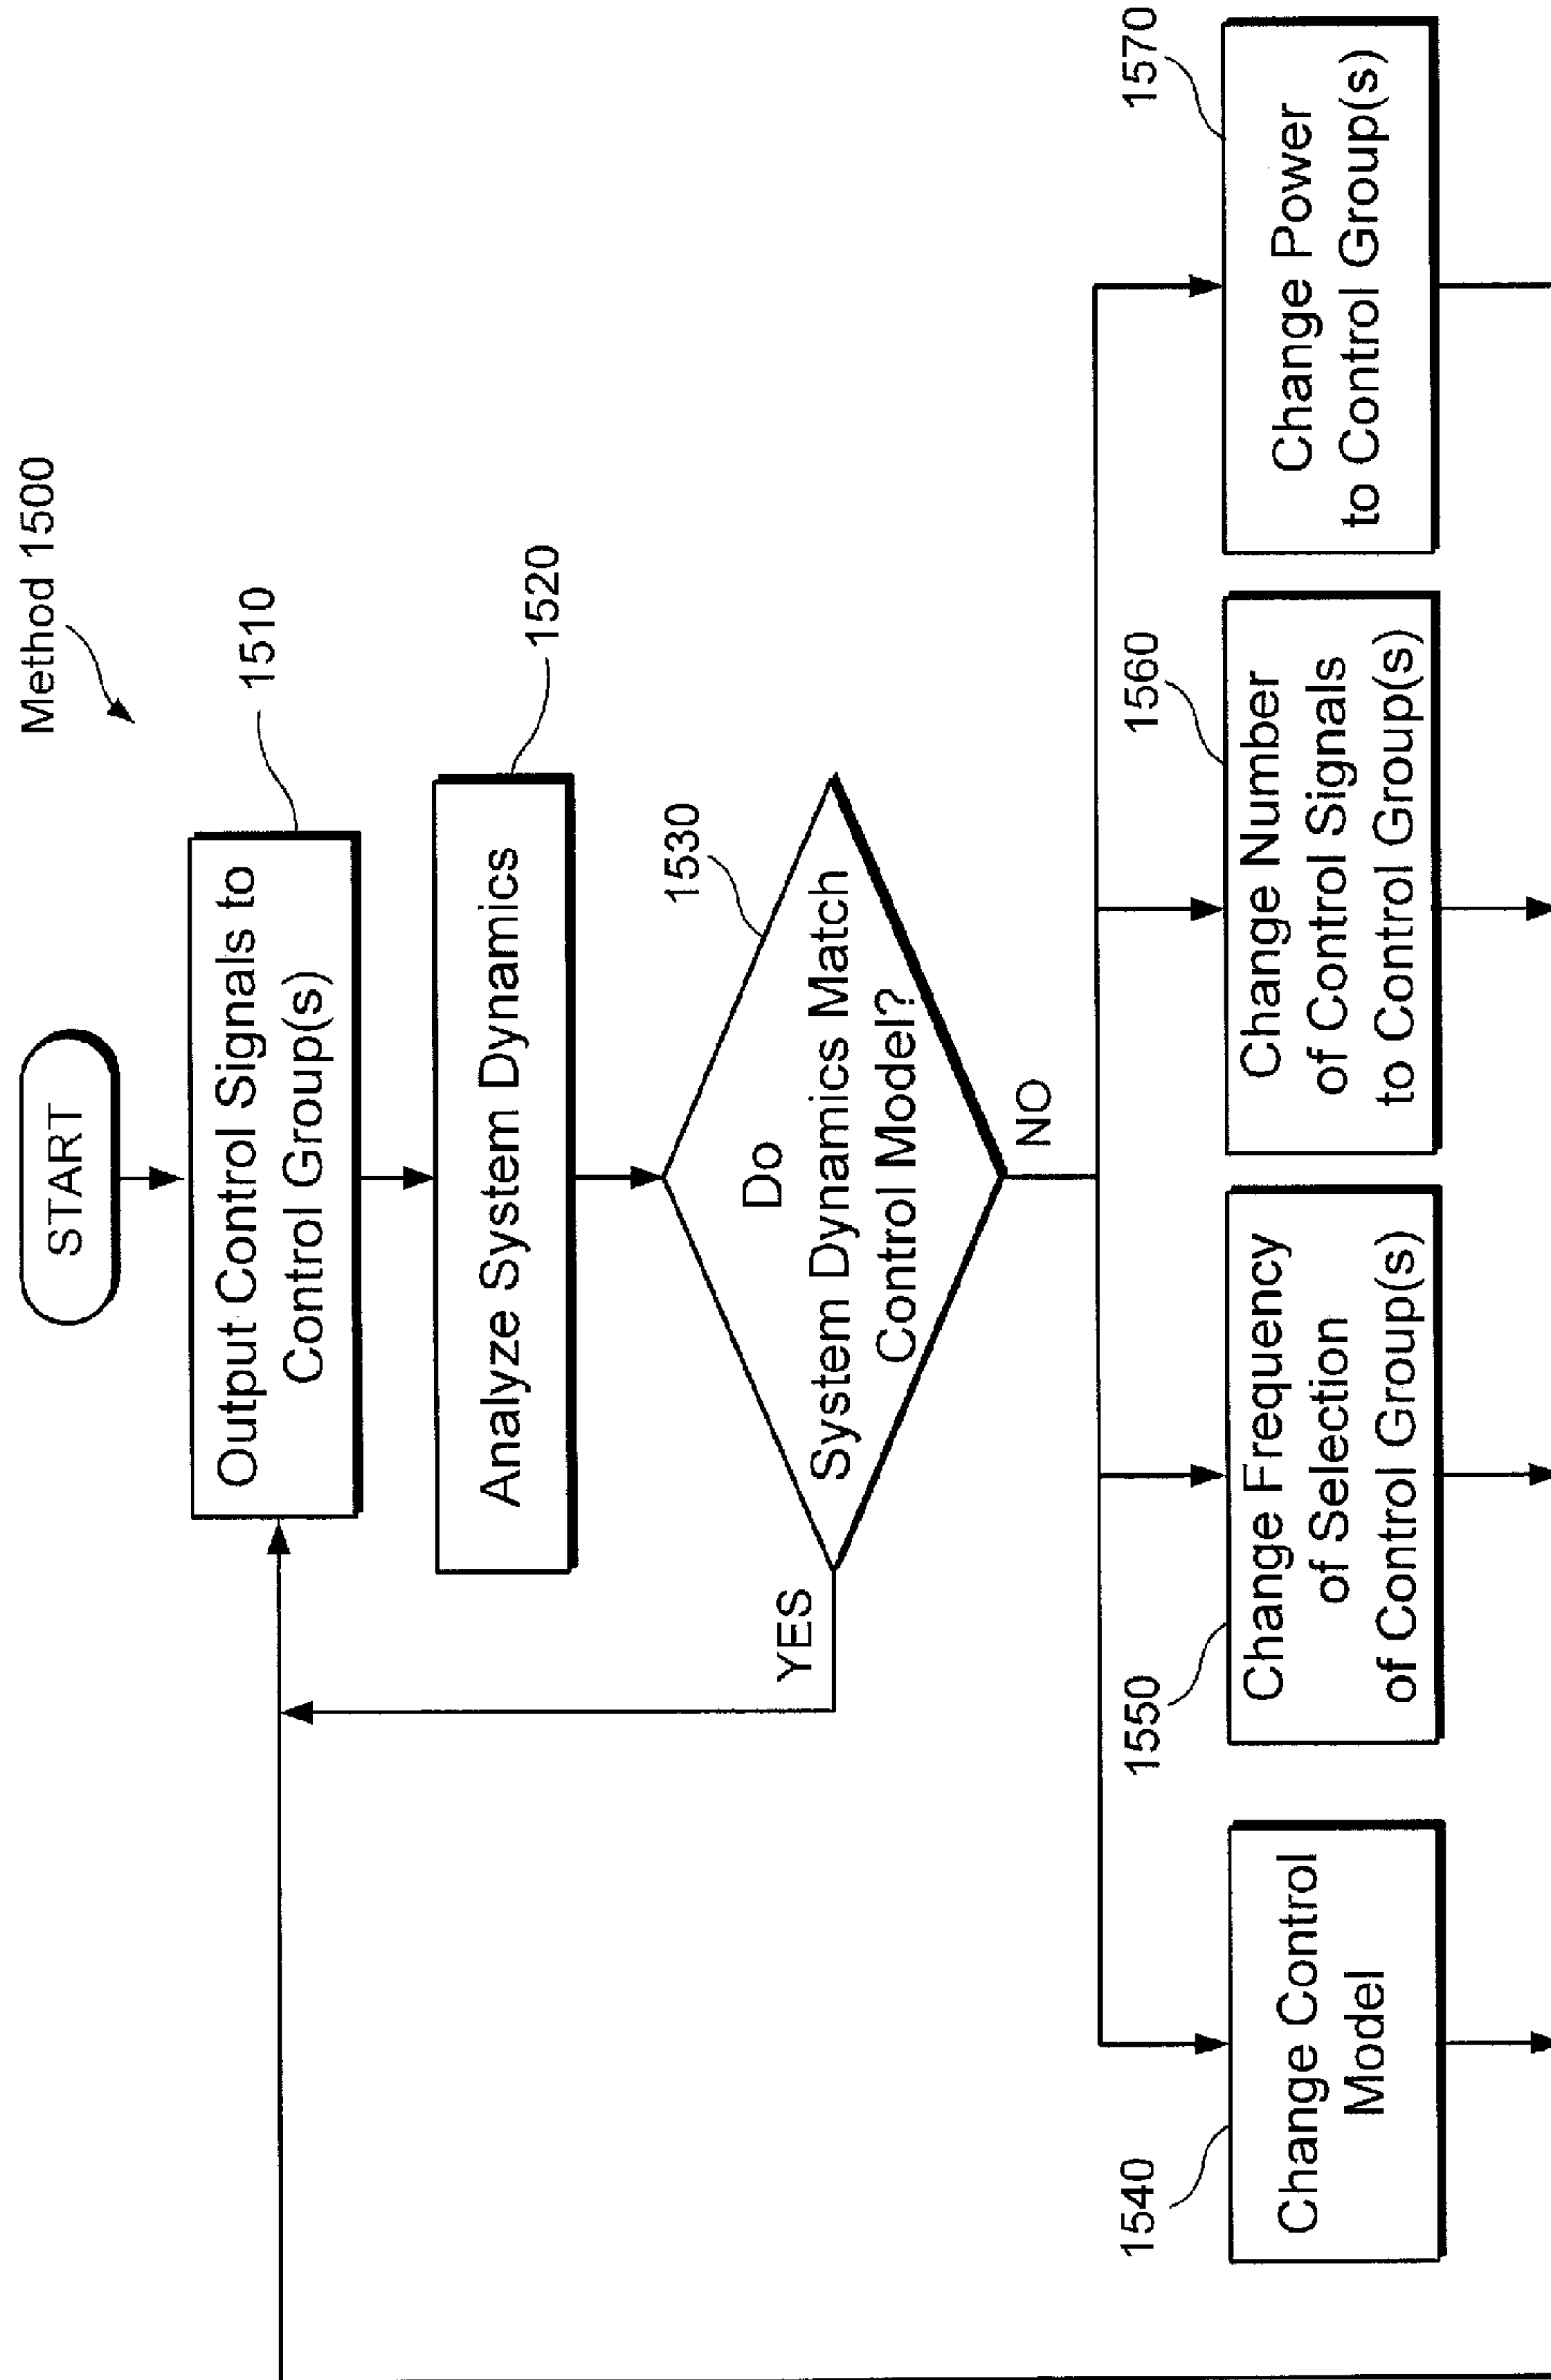 Method 1500
START
Output Control Signals to
Control Group(s)
1510
Analyze System Dynamics
1520
Do
System Dynamics Match
Control Model?
1530
YES
NO
1540
Change Control
Model
1550
Change Frequency
of Selection
of Control Group(s)
1560
Change Number
of Control Signals
to Control Group(s)
1570
Change Power
to Control Group(s)